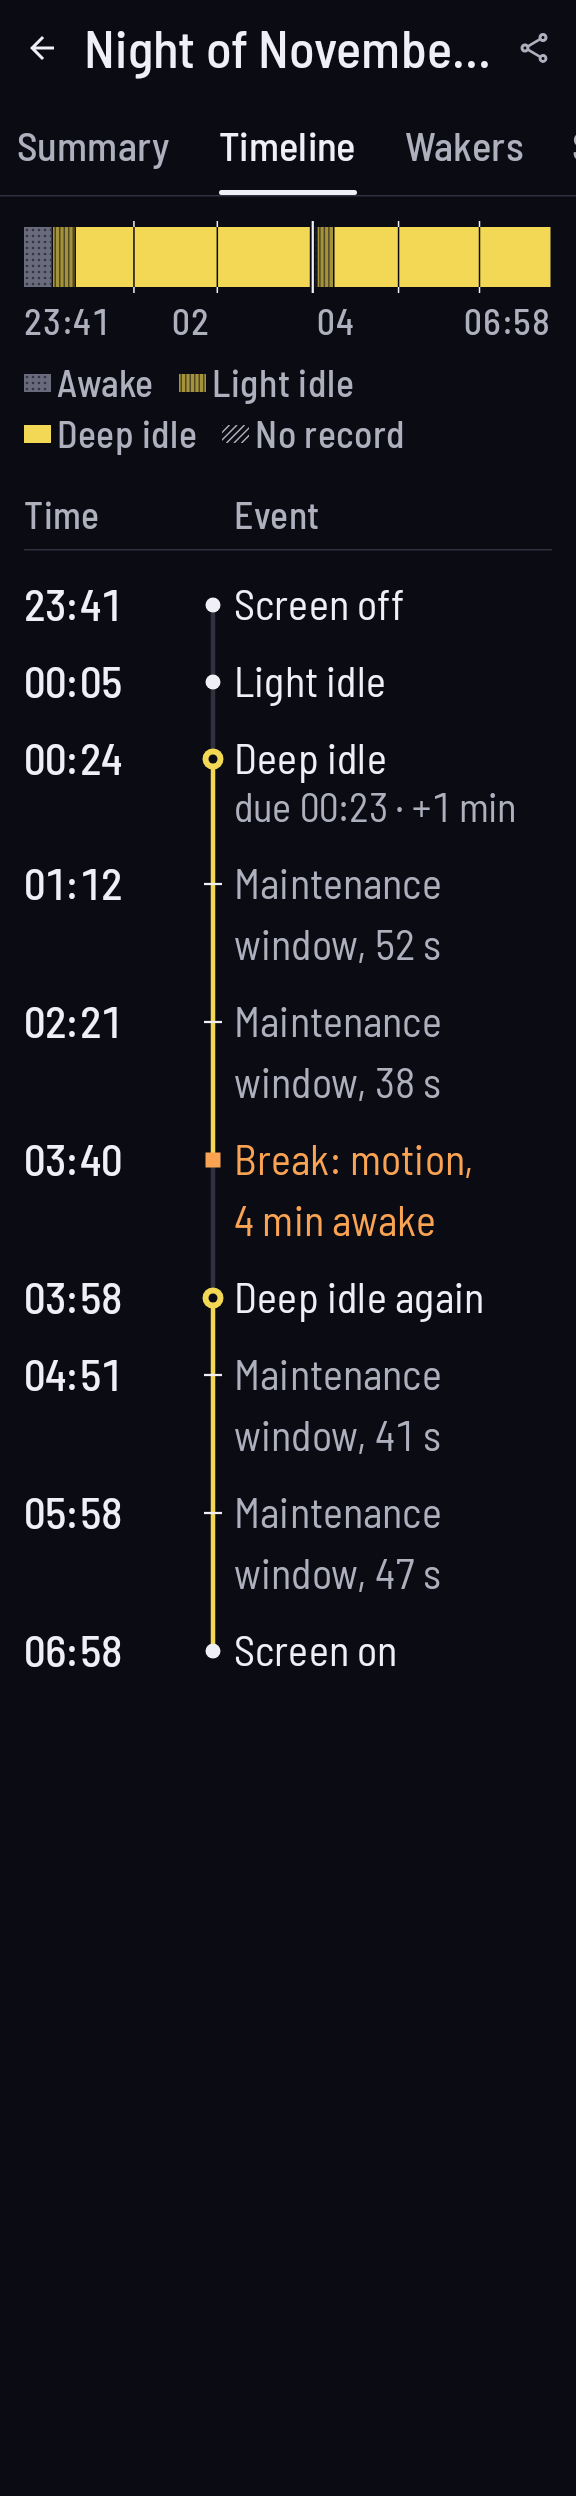 Night of Novembe...
Summary Timeline Wakers
23:41 02 04 06:58
Awake Light idle
Deep idle No record
Time Event
23:41 Screen off
00:05 Light idle
00:24 Deep idle
due 00:23 · +1 min
01:12 Maintenance
window, 52 s
02:21 Maintenance
window, 38 s
03:40 Break: motion,
4 min awake
03:58 Deep idle again
04:51 Maintenance
window, 41 s
05:58 Maintenance
window, 47 s
06:58 Screen on